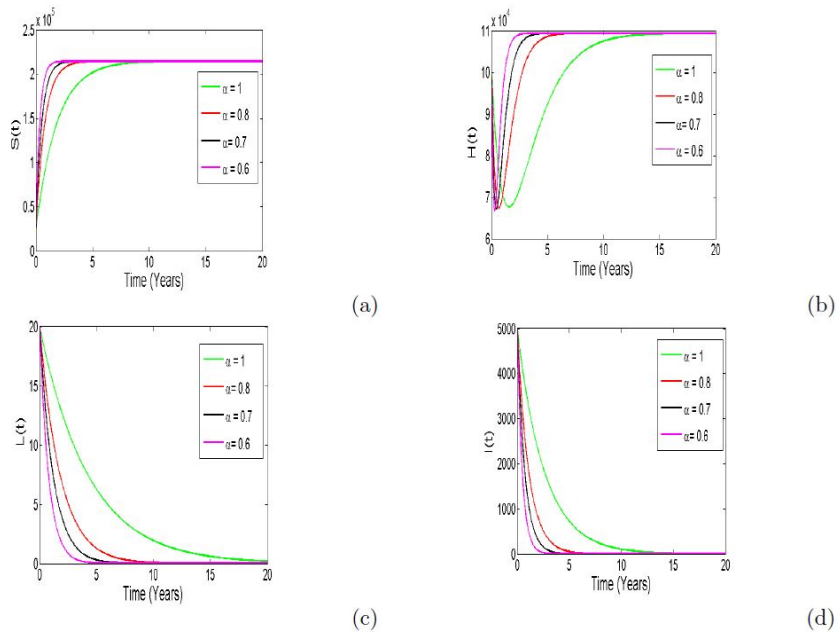 x 10^5
2.5
2
1.5
1
0.5
0
S(t)
α = 1
α = 0.8
α = 0.7
α = 0.6
0 5 10 15 20
Time (Years)
(a)
x 10^4
11
10
9
8
7
6
H(t)
α = 1
α = 0.8
α = 0.7
α = 0.6
0 5 10 15 20
Time (Years)
(b)
20
15
10
5
0
L(t)
α = 1
α = 0.8
α = 0.7
α = 0.6
0 5 10 15 20
Time (Years)
(c)
5000
4000
3000
2000
1000
0
I(t)
α = 1
α = 0.8
α = 0.7
α = 0.6
0 5 10 15 20
Time (Years)
(d)